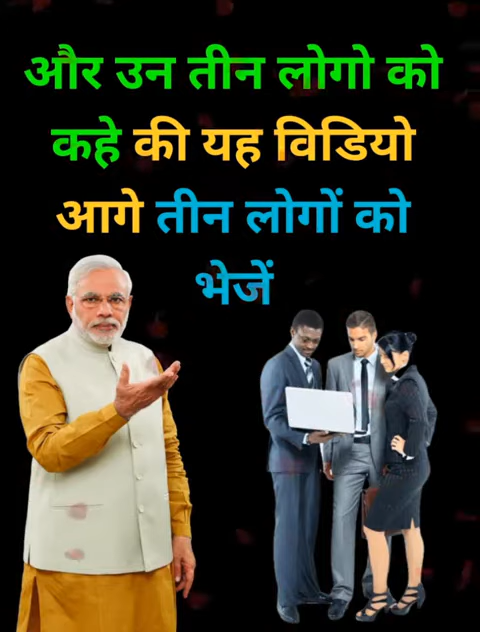 और उन तीन लोगो को
कहे की यह विडियो
आगे तीन लोगों को
भेजें